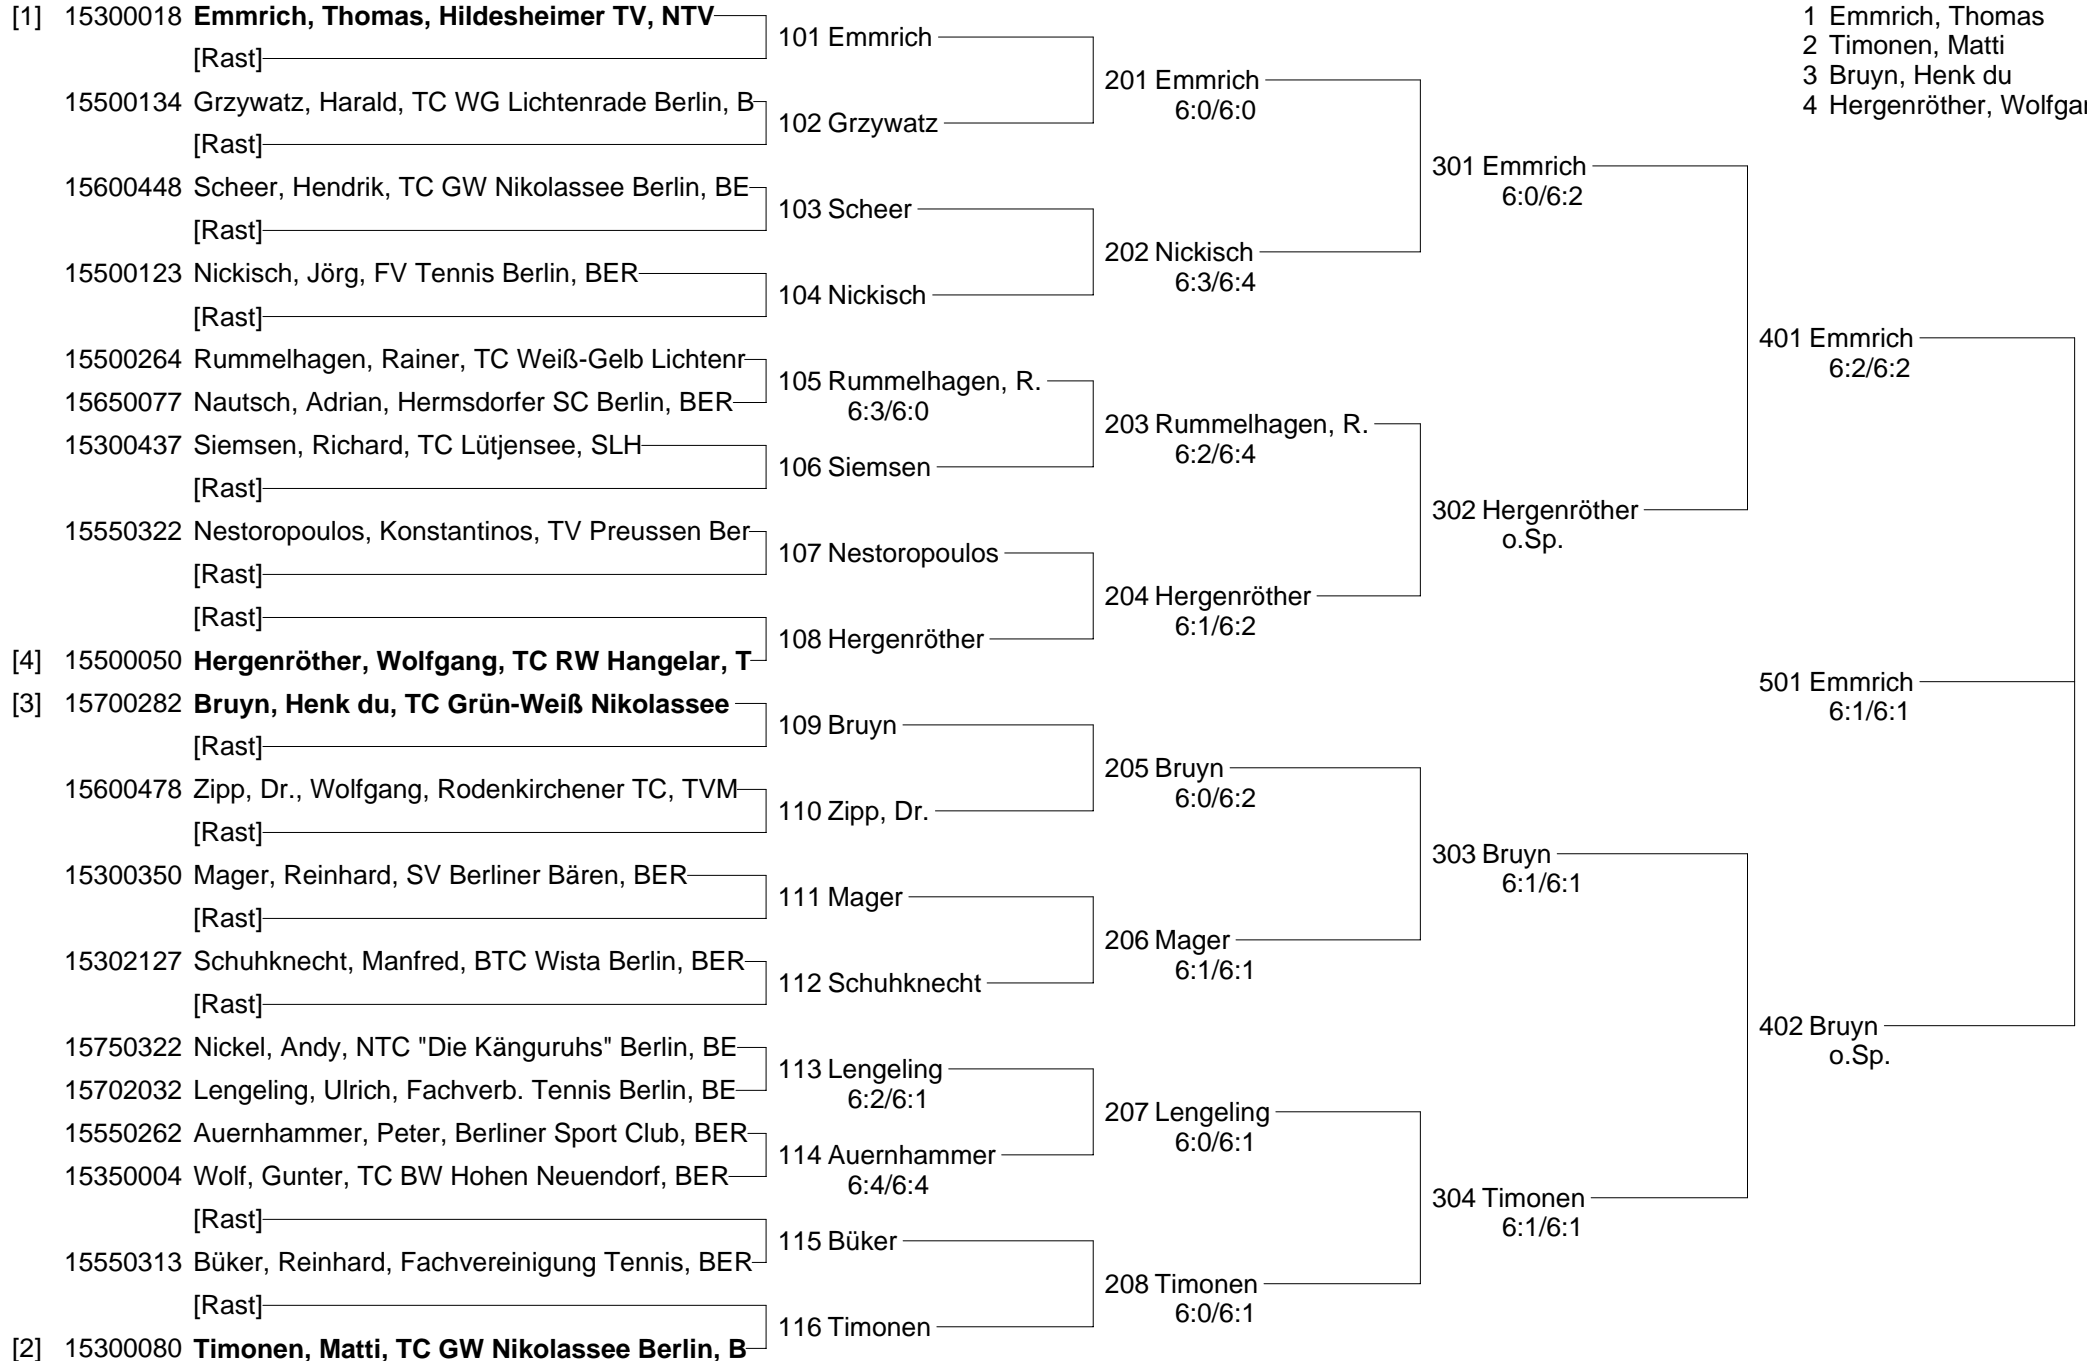 [1] 15300018 Emmrich, Thomas, Hildesheimer TV, NTV
[Rast]
15500134 Grzywatz, Harald, TC WG Lichtenrade Berlin, B
[Rast]
15600448 Scheer, Hendrik, TC GW Nikolassee Berlin, BE
[Rast]
15500123 Nickisch, Jörg, FV Tennis Berlin, BER
[Rast]
15500264 Rummelhagen, Rainer, TC Weiß-Gelb Lichtenr
15650077 Nautsch, Adrian, Hermsdorfer SC Berlin, BER
15300437 Siemsen, Richard, TC Lütjensee, SLH
[Rast]
15550322 Nestoropoulos, Konstantinos, TV Preussen Ber
[Rast]
[Rast]
[4] 15500050 Hergenröther, Wolfgang, TC RW Hangelar, T
[3] 15700282 Bruyn, Henk du, TC Grün-Weiß Nikolassee
[Rast]
15600478 Zipp, Dr., Wolfgang, Rodenkirchener TC, TVM
[Rast]
15300350 Mager, Reinhard, SV Berliner Bären, BER
[Rast]
15302127 Schuhknecht, Manfred, BTC Wista Berlin, BER
[Rast]
15750322 Nickel, Andy, NTC "Die Känguruhs" Berlin, BE
15702032 Lengeling, Ulrich, Fachverb. Tennis Berlin, BE
15550262 Auernhammer, Peter, Berliner Sport Club, BER
15350004 Wolf, Gunter, TC BW Hohen Neuendorf, BER
[Rast]
15550313 Büker, Reinhard, Fachvereinigung Tennis, BER
[Rast]
[2] 15300080 Timonen, Matti, TC GW Nikolassee Berlin, B
101 Emmrich
102 Grzywatz
103 Scheer
104 Nickisch
105 Rummelhagen, R.
6:3/6:0
106 Siemsen
107 Nestoropoulos
108 Hergenröther
109 Bruyn
110 Zipp, Dr.
111 Mager
112 Schuhknecht
113 Lengeling
6:2/6:1
114 Auernhammer
6:4/6:4
115 Büker
116 Timonen
201 Emmrich
6:0/6:0
202 Nickisch
6:3/6:4
203 Rummelhagen, R.
6:2/6:4
204 Hergenröther
6:1/6:2
205 Bruyn
6:0/6:2
206 Mager
6:1/6:1
207 Lengeling
6:0/6:1
208 Timonen
6:0/6:1
301 Emmrich
6:0/6:2
302 Hergenröther
o.Sp.
303 Bruyn
6:1/6:1
304 Timonen
6:1/6:1
401 Emmrich
6:2/6:2
501 Emmrich
6:1/6:1
402 Bruyn
o.Sp.
1 Emmrich, Thomas
2 Timonen, Matti
3 Bruyn, Henk du
4 Hergenröther, Wolfgan